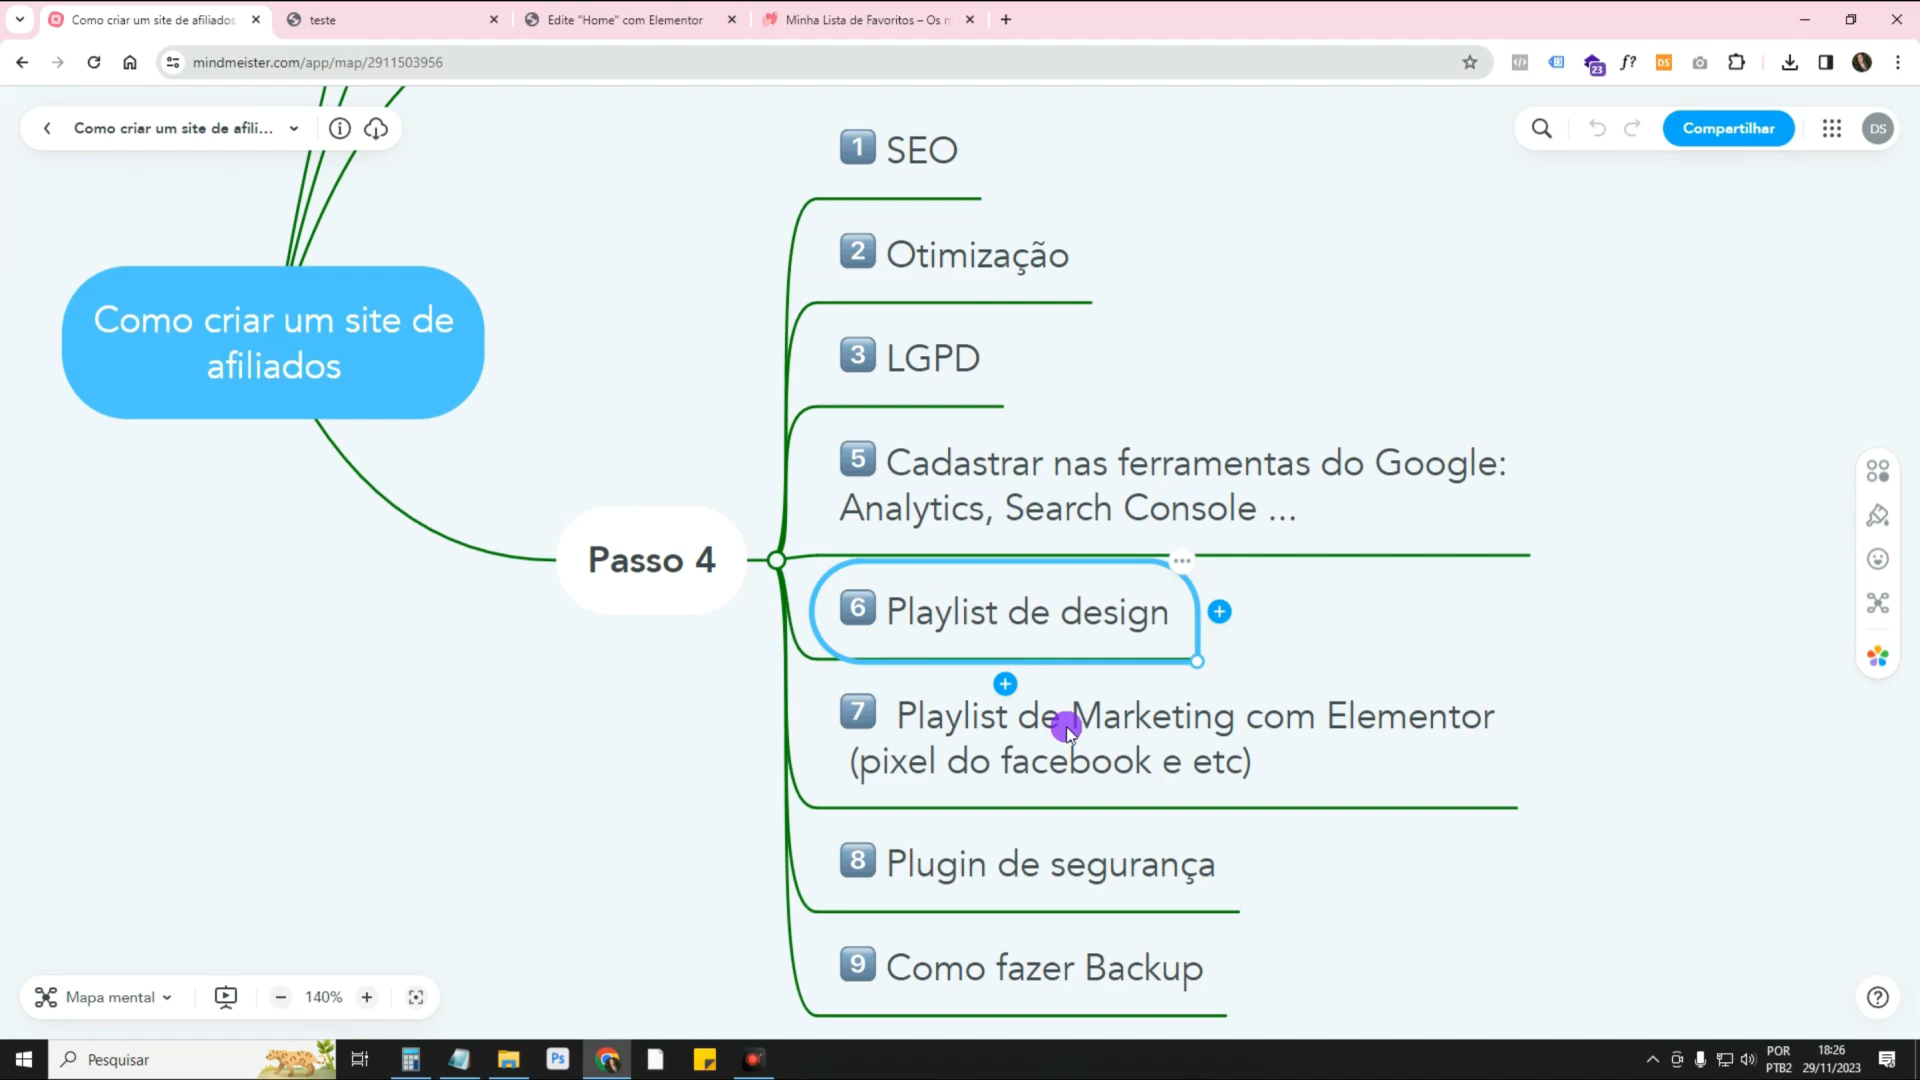 Como criar um site de afiliados
teste
Edite "Home" com Elementor
Minha Lista de Favoritos – Os m
mindmeister.com/app/map/2911503956
23
f?
DS
Como criar um site de afili...
Compartilhar
DS
1 SEO
2 Otimização
Como criar um site de
afiliados
3 LGPD
5 Cadastrar nas ferramentas do Google:
Analytics, Search Console ...
Passo 4
6 Playlist de design
7 Playlist de Marketing com Elementor
(pixel do facebook e etc)
8 Plugin de segurança
9 Como fazer Backup
Mapa mental
140%
Pesquisar
Ps
POR
PTB2
18:26
29/11/2023